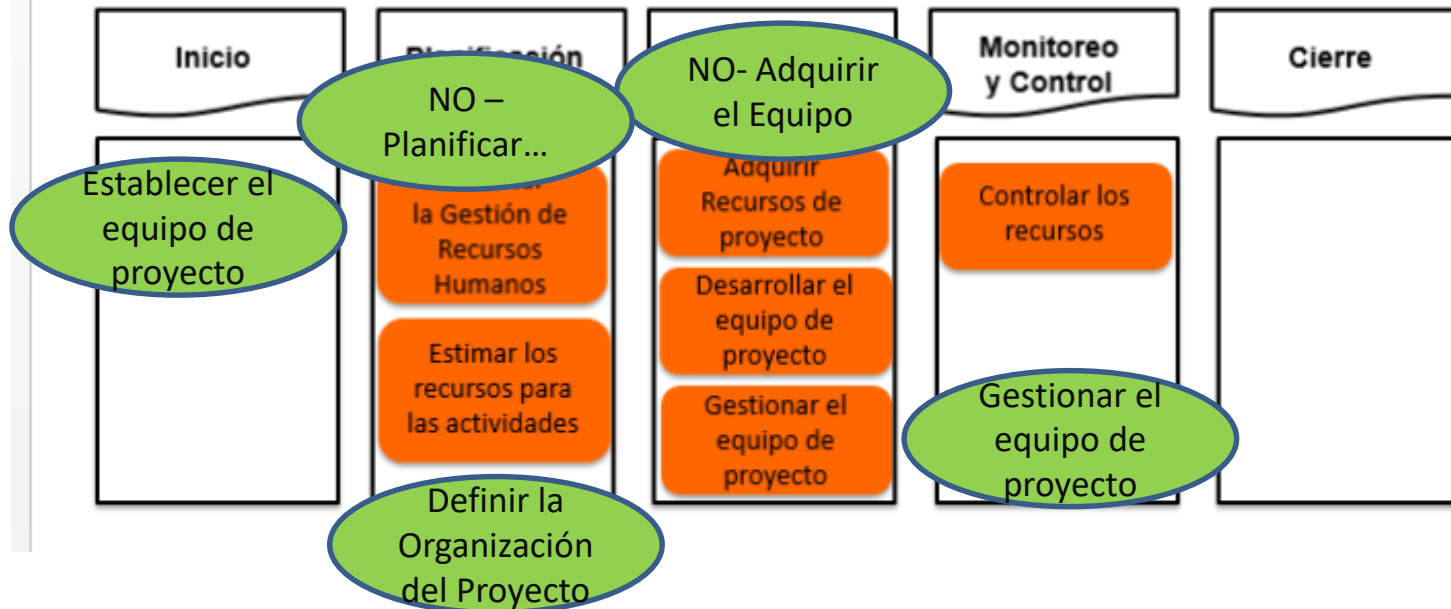 Inicio
Planificación
Monitoreo
y Control
Cierre
NO –
Planificar...
NO- Adquirir
el Equipo
Establecer el
equipo de
proyecto
la Gestión de
Recursos
Humanos
Estimar los
recursos para
las actividades
Definir la
Organización
del Proyecto
Adquirir
Recursos de
proyecto
Desarrollar el
equipo de
proyecto
Gestionar el
equipo de
proyecto
Controlar los
recursos
Gestionar el
equipo de
proyecto